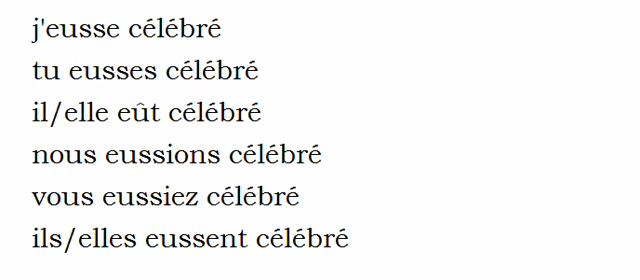 j'eusse célébré
tu eusses célébré
il/elle eût célébré
nous eussions célébré
vous eussiez célébré
ils/elles eussent célébré